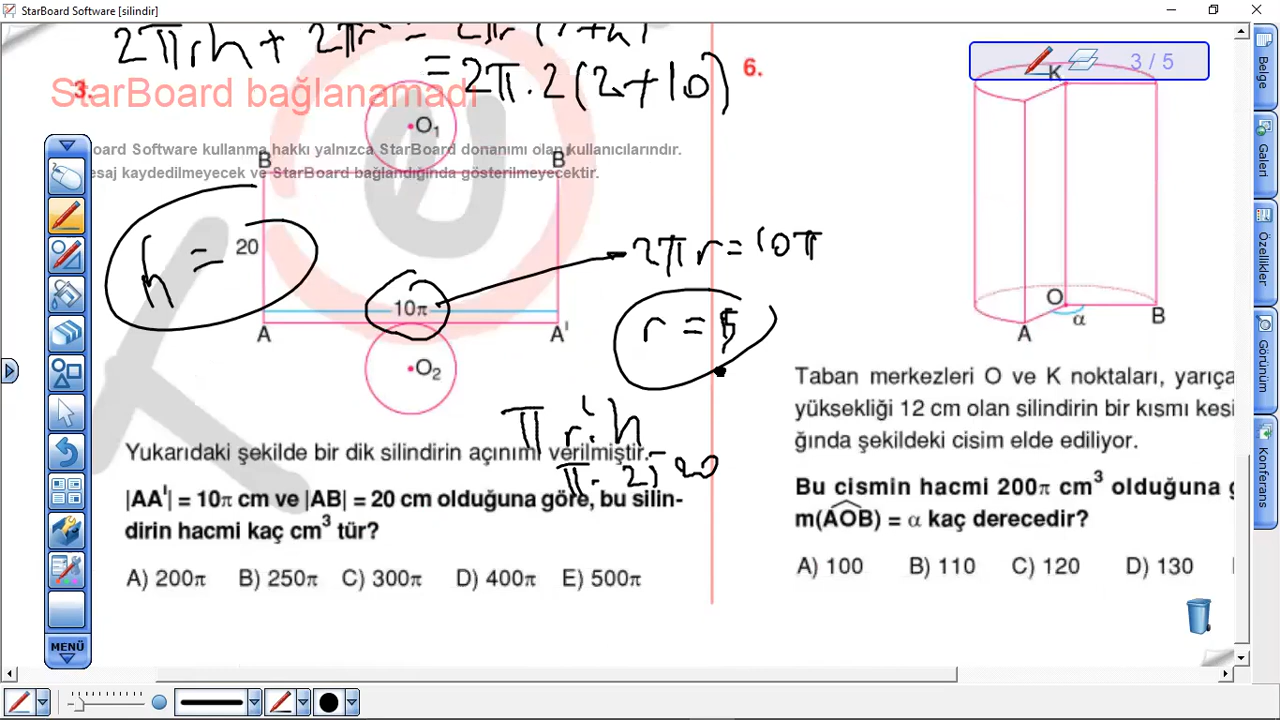 StarBoard Software [silindir]
2πrh + 2πr² = 2πr (r+h)
= 2π.2(2+10)
3.
StarBoard bağlanamadı
oard Software kullanma hakkı yalnızca StarBoard donanımı olan kullanıcılarındır.
esaj kaydedilmeyecek ve StarBoard bağlandığında gösterilmeyecektir.
O1
B B'
h = 20
10π
2πr = 10π
r = 5
A A'
O2
πr².h
π. 25 20
Yukarıdaki şekilde bir dik silindirin açınımı verilmiştir.
|AA'| = 10π cm ve |AB| = 20 cm olduğuna göre, bu silin-
dirin hacmi kaç cm³ tür?
A) 200π B) 250π C) 300π D) 400π E) 500π
6.
3 / 5
K
O
α
A
B
Taban merkezleri O ve K noktaları, yarıça
yüksekliği 12 cm olan silindirin bir kısmı kesi
ğında şekildeki cisim elde ediliyor.
Bu cismin hacmi 200π cm³ olduğuna g
m(AOB) = α kaç derecedir?
A) 100 B) 110 C) 120 D) 130
Belge
Galeri
Özellikler
Görünüm
Konferans
MENÜ